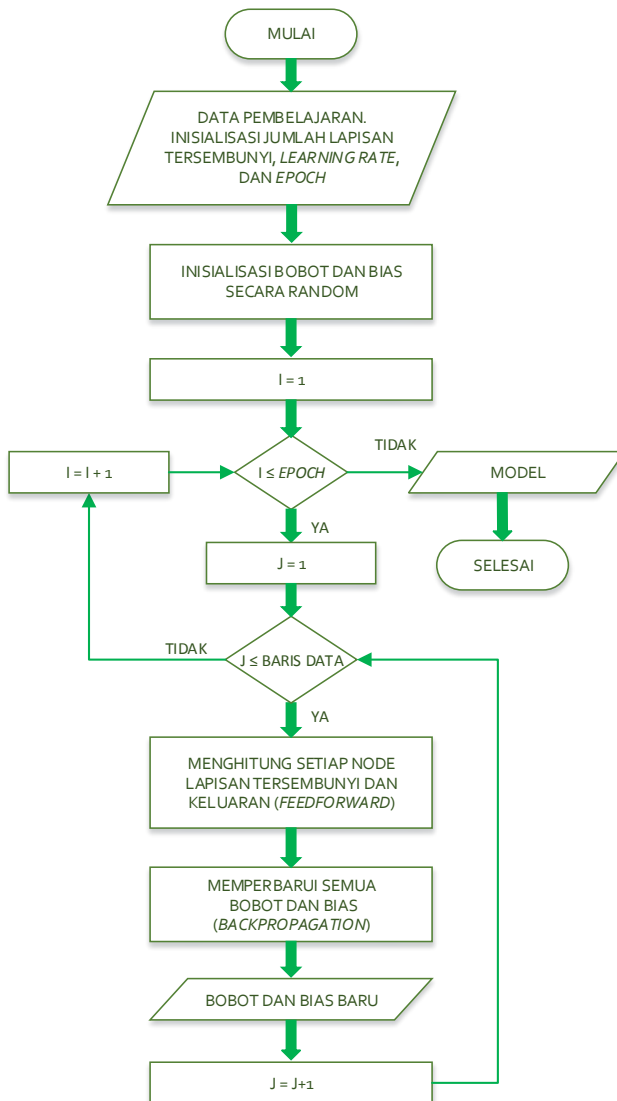 MULAI
DATA PEMBELAJARAN.
INISIALISASI JUMLAH LAPISAN
TERSEMBUNYI, LEARNING RATE,
DAN EPOCH
INISIALISASI BOBOT DAN BIAS
SECARA RANDOM
I = 1
I = I + 1
I ≤ EPOCH
TIDAK
MODEL
YA
J = 1
SELESAI
TIDAK
J ≤ BARIS DATA
YA
MENGHITUNG SETIAP NODE
LAPISAN TERSEMBUNYI DAN
KELUARAN (FEEDFORWARD)
MEMPERBARUI SEMUA
BOBOT DAN BIAS
(BACKPROPAGATION)
BOBOT DAN BIAS BARU
J = J+1